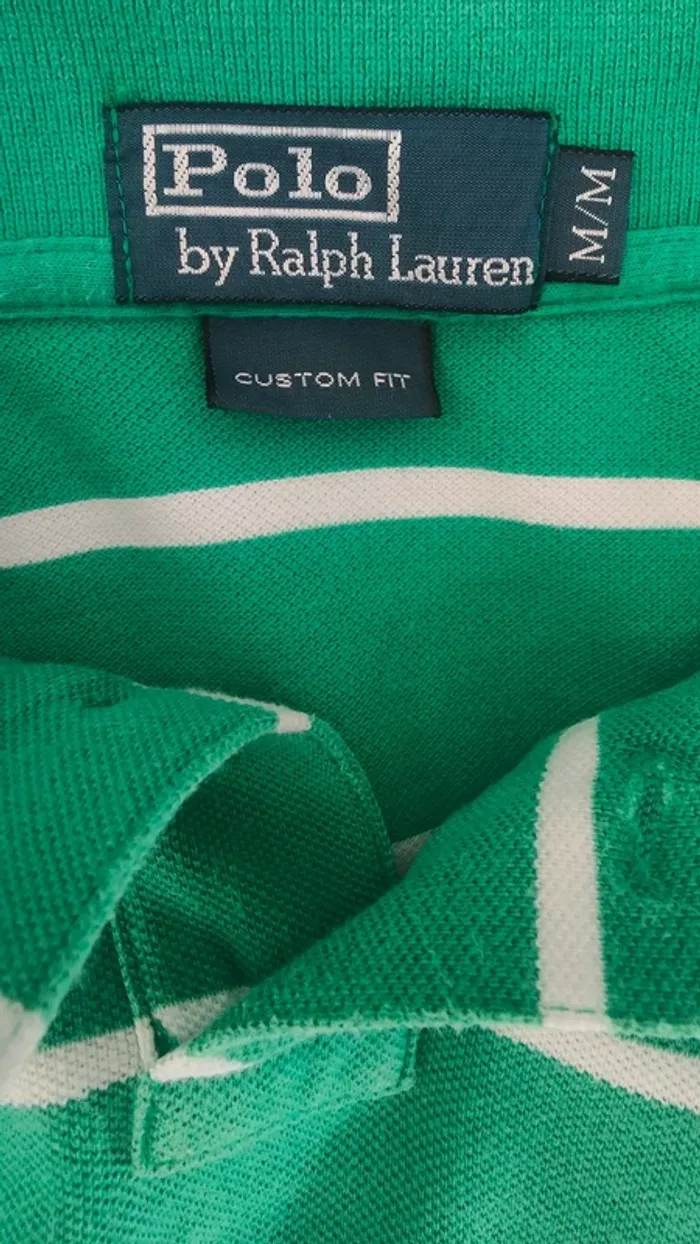 Polo
by Ralph Lauren
M/M
CUSTOM FIT